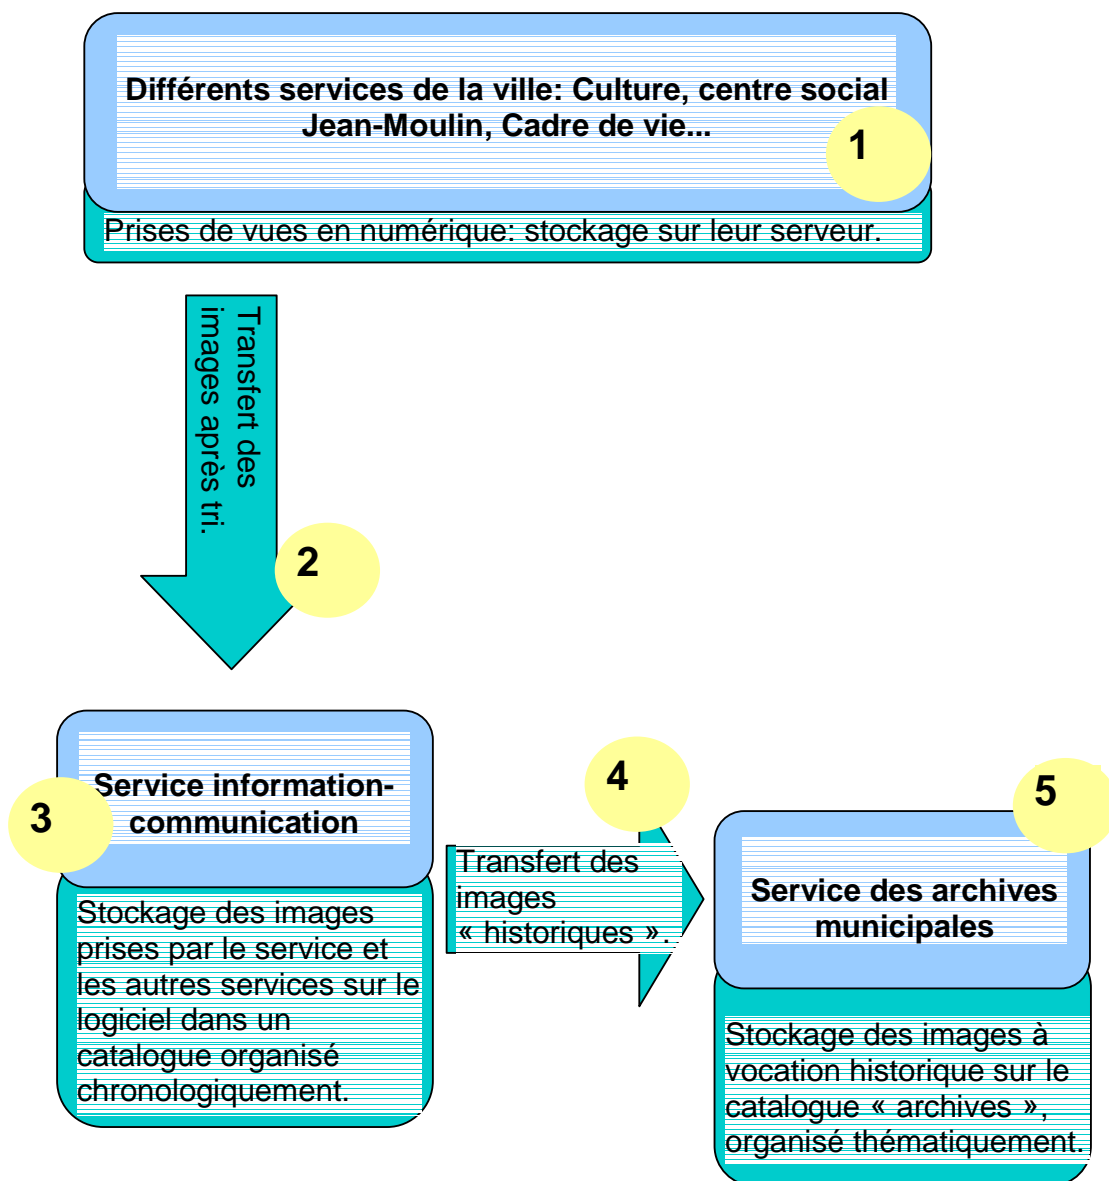 Différents services de la ville: Culture, centre social
Jean-Moulin, Cadre de vie...
1
Prises de vues en numérique: stockage sur leur serveur.
Transfert des
images après tri.
2
3
Service information-
communication
Stockage des images
prises par le service et
les autres services sur le
logiciel dans un
catalogue organisé
chronologiquement.
4
Transfert des
images
« historiques ».
5
Service des archives
municipales
Stockage des images à
vocation historique sur le
catalogue « archives »,
organisé thématiquement.